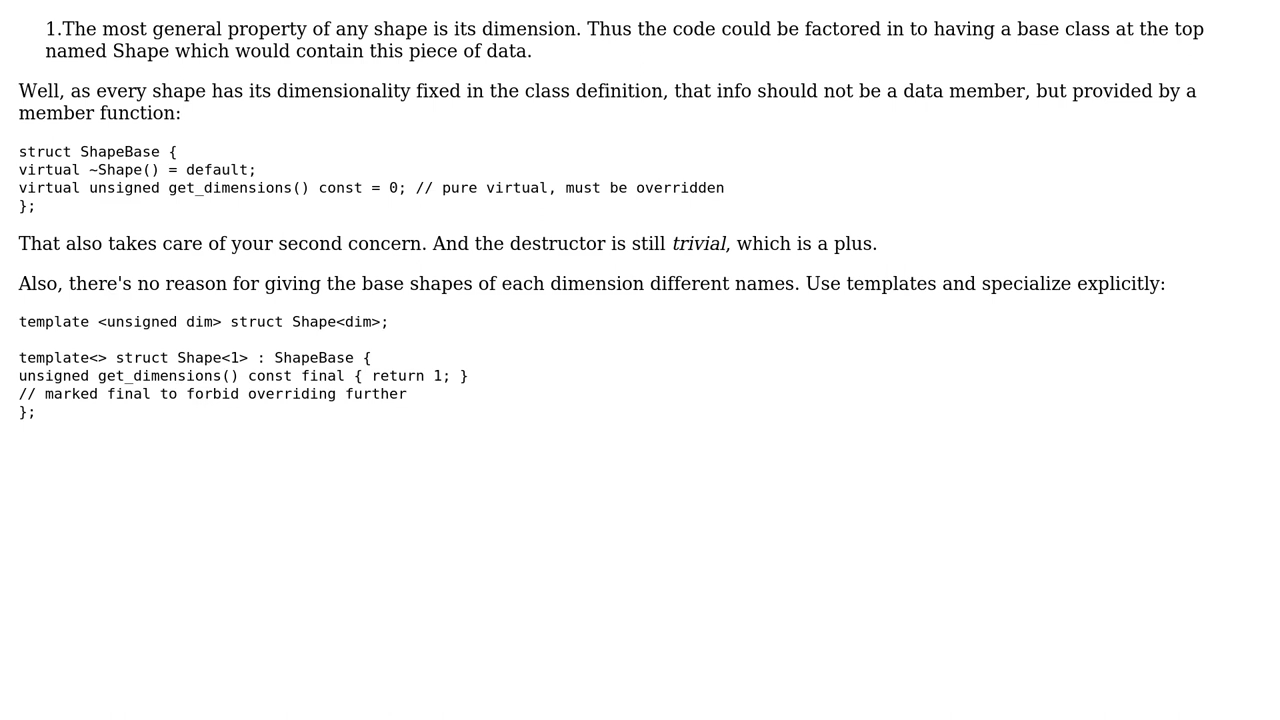 1.The most general property of any shape is its dimension. Thus the code could be factored in to having a base class at the top
named Shape which would contain this piece of data.
Well, as every shape has its dimensionality fixed in the class definition, that info should not be a data member, but provided by a
member function:
struct ShapeBase {
virtual ~Shape() = default;
virtual unsigned get_dimensions() const = 0; // pure virtual, must be overridden
};
That also takes care of your second concern. And the destructor is still trivial, which is a plus.
Also, there's no reason for giving the base shapes of each dimension different names. Use templates and specialize explicitly:
template <unsigned dim> struct Shape<dim>;
template<> struct Shape<1> : ShapeBase {
unsigned get_dimensions() const final { return 1; }
// marked final to forbid overriding further
};